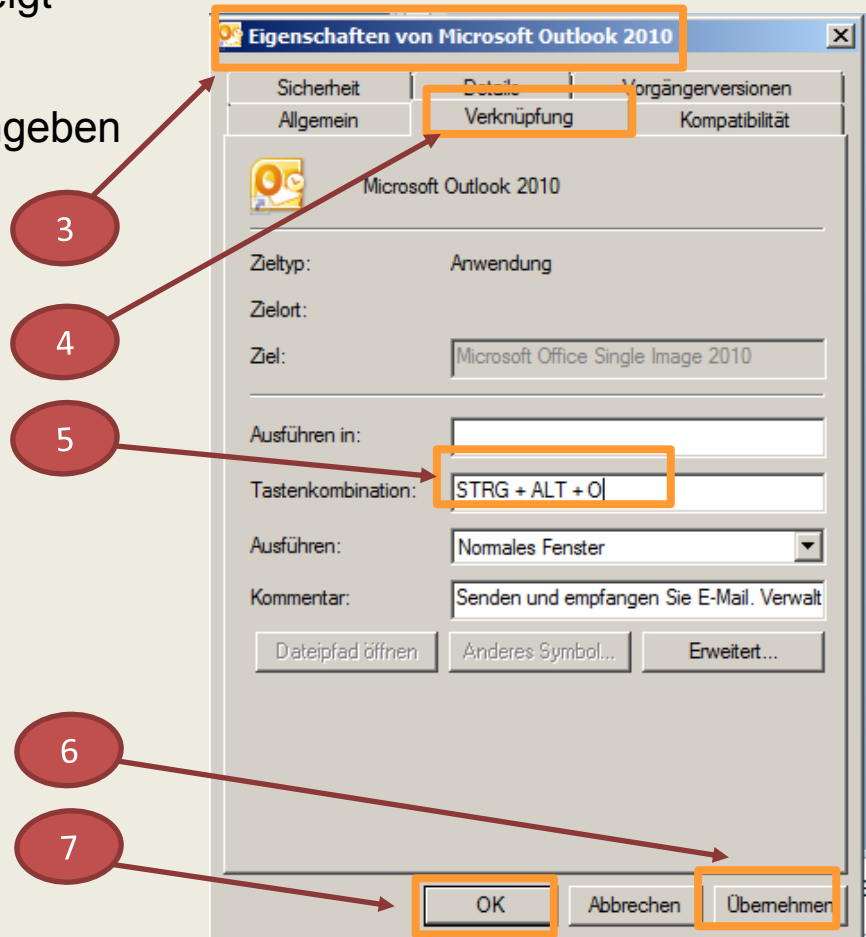 eigt
Eigenschaften von Microsoft Outlook 2010
3
Sicherheit Details Vorgängerversionen
ngeben
Allgemein Verknüpfung Kompatibilität
Microsoft Outlook 2010
Zieltyp: Anwendung
Zielort:
4
Ziel: Microsoft Office Single Image 2010
5
Ausführen in:
Tastenkombination: STRG + ALT + O
Ausführen: Normales Fenster
Kommentar: Senden und empfangen Sie E-Mail. Verwalt
Dateipfad öffnen Anderes Symbol... Erweitert...
6
7
OK Abbrechen Übernehmen